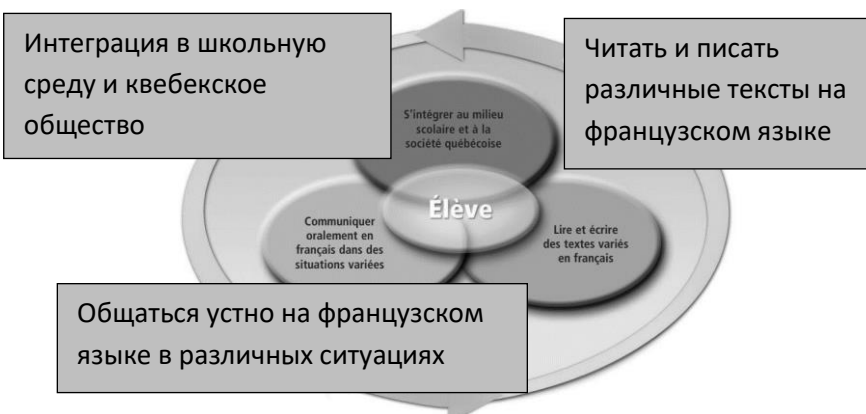 Интеграция в школьную
среду и квебекское
общество
Читать и писать
различные тексты на
французском языке
S'intégrer au milieu
scolaire et à la
société québécoise
Élève
Communiquer
oralement en
français dans des
situations variées
Lire et écrire
des textes variés
en français
Общаться устно на французском
языке в различных ситуациях